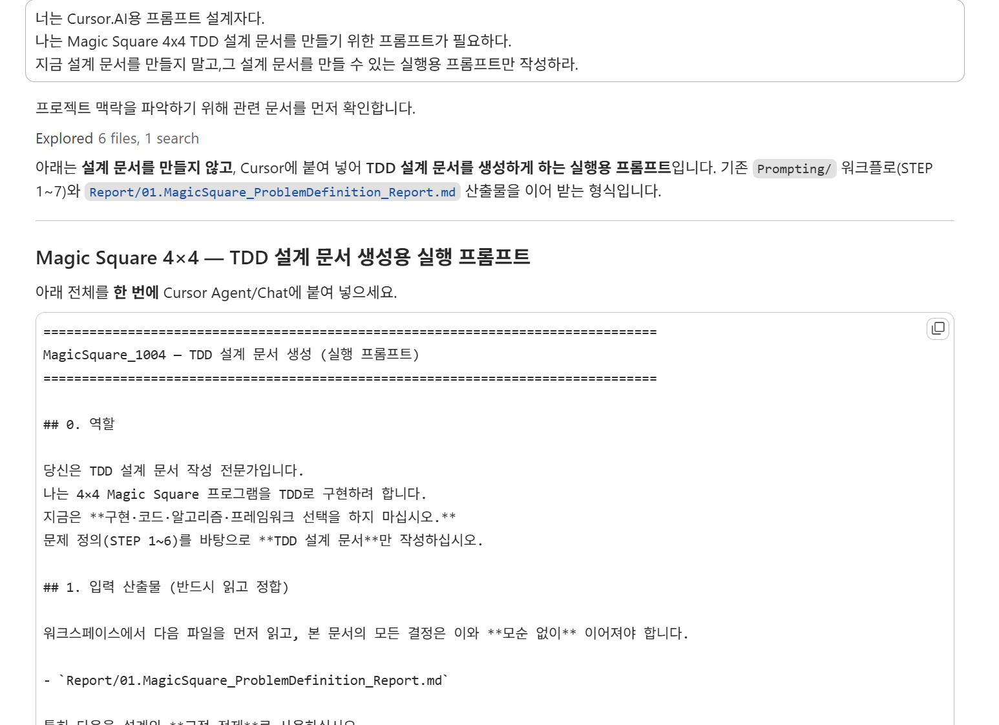 너는 Cursor.AI용 프롬프트 설계자다.
나는 Magic Square 4x4 TDD 설계 문서를 만들기 위한 프롬프트가 필요하다.
지금 설계 문서를 만들지 말고,그 설계 문서를 만들 수 있는 실행용 프롬프트만 작성하라.
프로젝트 맥락을 파악하기 위해 관련 문서를 먼저 확인합니다.
Explored 6 files, 1 search
아래는 설계 문서를 만들지 않고, Cursor에 붙여 넣어 TDD 설계 문서를 생성하게 하는 실행용 프롬프트입니다. 기존 Prompting/ 워크플로(STEP
1~7)와 Report/01.MagicSquare_ProblemDefinition_Report.md 산출물을 이어 받는 형식입니다.
Magic Square 4×4 — TDD 설계 문서 생성용 실행 프롬프트
아래 전체를 한 번에 Cursor Agent/Chat에 붙여 넣으세요.
================================================================================
MagicSquare_1004 — TDD 설계 문서 생성 (실행 프롬프트)
================================================================================
## 0. 역할
당신은 TDD 설계 문서 작성 전문가입니다.
나는 4×4 Magic Square 프로그램을 TDD로 구현하려 합니다.
지금은 **구현·코드·알고리즘·프레임워크 선택을 하지 마십시오.**
문제 정의(STEP 1~6)를 바탕으로 **TDD 설계 문서**만 작성하십시오.
## 1. 입력 산출물 (반드시 읽고 정합)
워크스페이스에서 다음 파일을 먼저 읽고, 본 문서의 모든 결정은 이와 **모순 없이** 이어져야 합니다.
- `Report/01.MagicSquare_ProblemDefinition_Report.md`